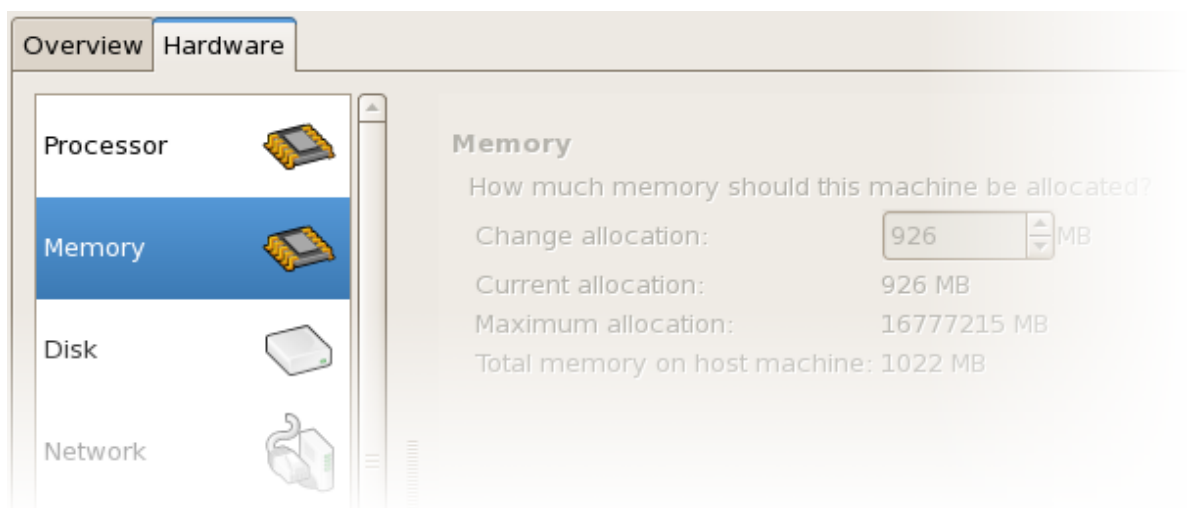 Overview Hardware
Processor
Memory
Disk
Network
Memory
How much memory should this machine be allocated?
Change allocation: 926 MB
Current allocation: 926 MB
Maximum allocation: 16777215 MB
Total memory on host machine: 1022 MB